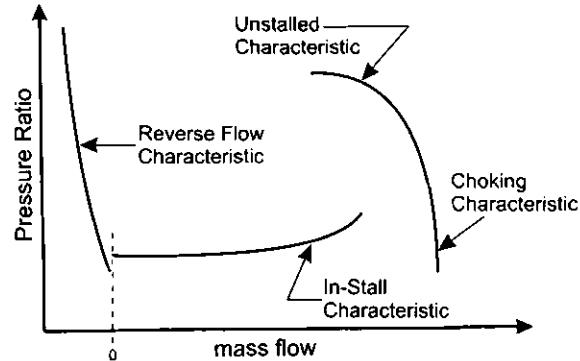 Unstalled
Characteristic
Pressure Ratio
Reverse Flow
Characteristic
Choking
Characteristic
In-Stall
Characteristic
0
mass flow